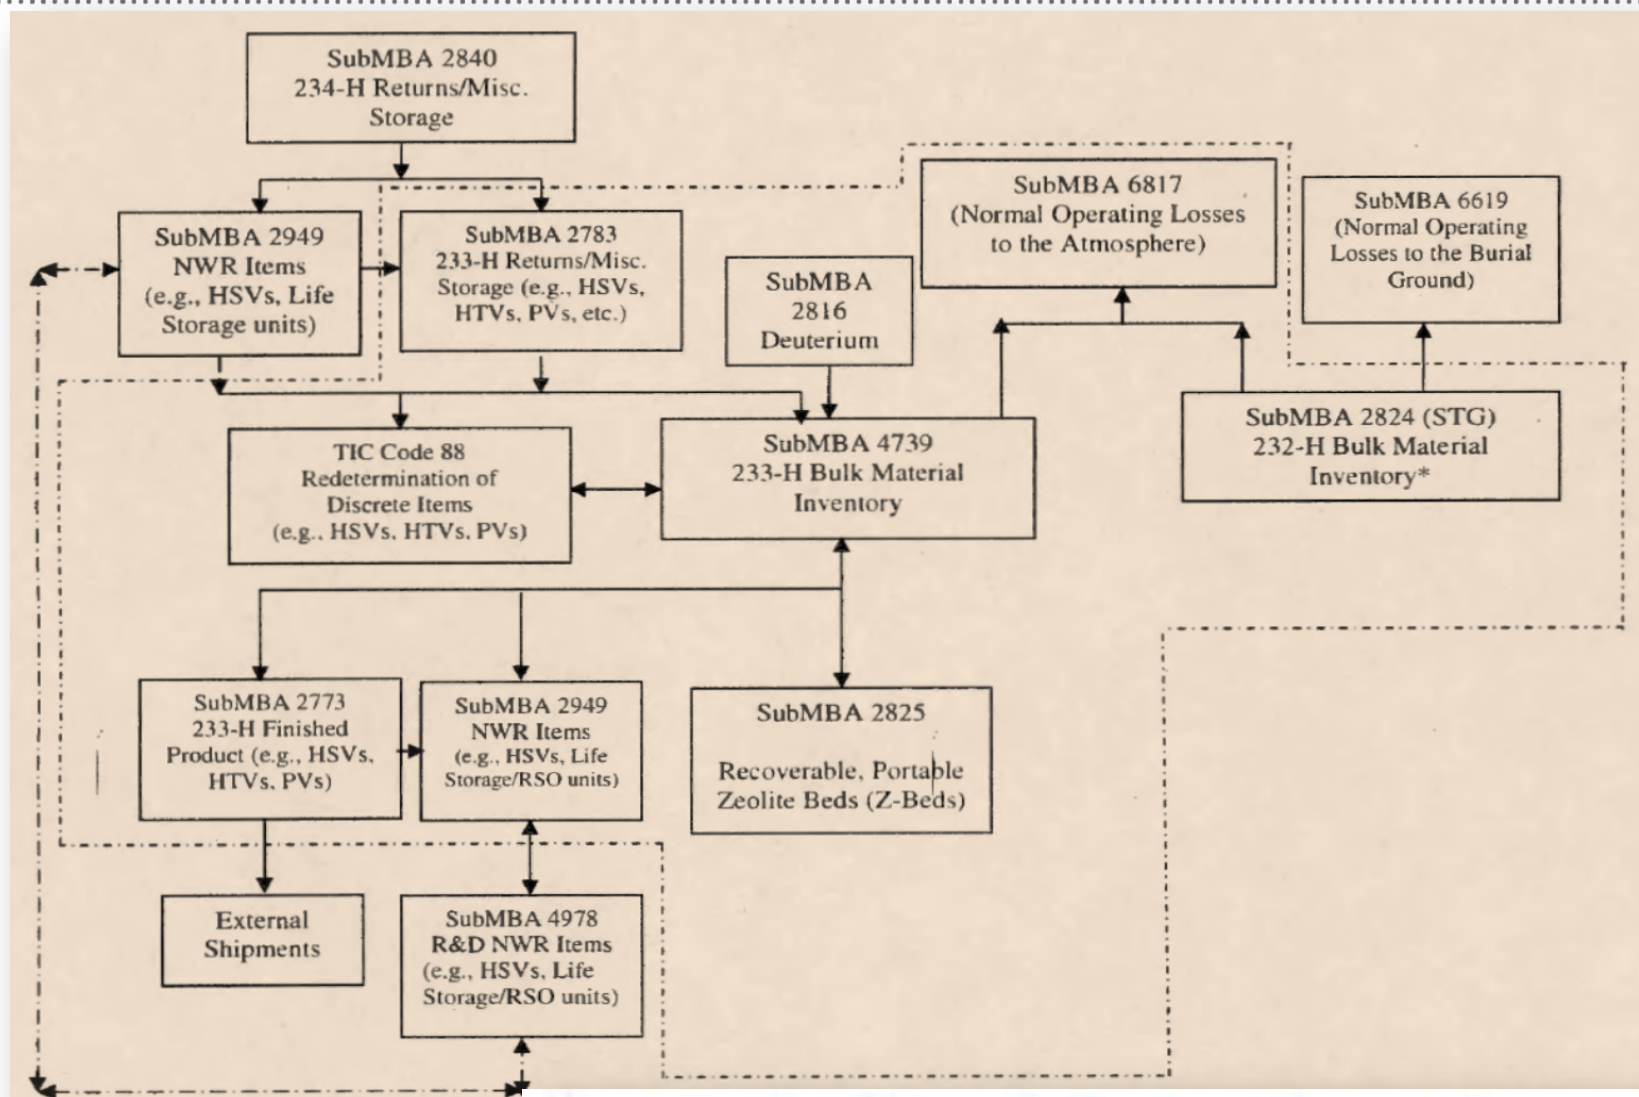 SubMBA 2840
234-H Returns/Misc.
Storage
SubMBA 2949
NWR Items
(e.g., HSVs, Life
Storage units)
SubMBA 2783
233-H Returns/Misc.
Storage (e.g., HSVs,
HTVs, PVs, etc.)
SubMBA
2816
Deuterium
SubMBA 6817
(Normal Operating Losses
to the Atmosphere)
SubMBA 6619
(Normal Operating
Losses to the Burial
Ground)
TIC Code 88
Redetermination of
Discrete Items
(e.g., HSVs, HTVs, PVs)
SubMBA 4739
233-H Bulk Material
Inventory
SubMBA 2824 (STG)
232-H Bulk Material
Inventory*
SubMBA 2773
233-H Finished
Product (e.g., HSVs,
HTVs, PVs)
SubMBA 2949
NWR Items
(e.g., HSVs, Life
Storage/RSO units)
SubMBA 2825
Recoverable, Portable
Zeolite Beds (Z-Beds)
External
Shipments
SubMBA 4978
R&D NWR Items
(e.g., HSVs, Life
Storage/RSO units)